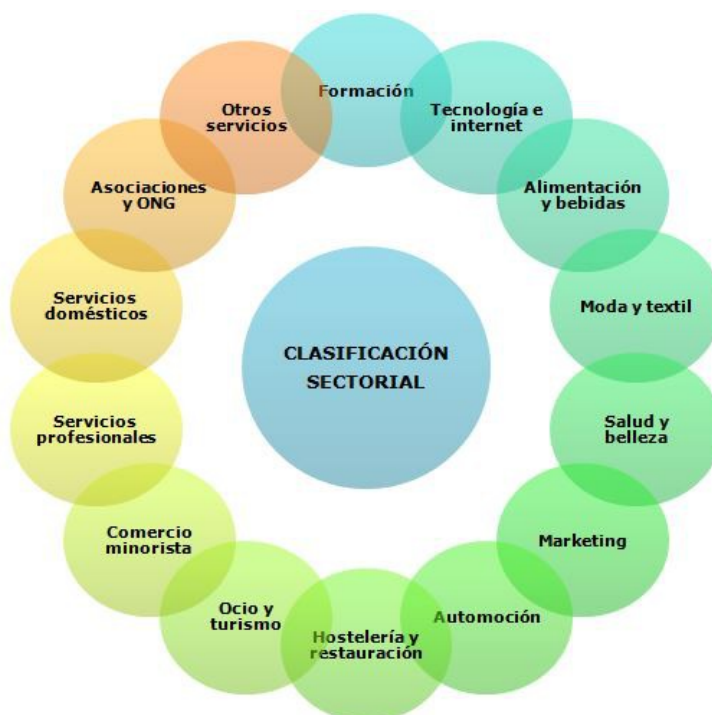 CLASIFICACIÓN
SECTORIAL
Formación
Tecnología e
internet
Alimentación
y bebidas
Moda y textil
Salud y
belleza
Marketing
Automoción
Hostelería y
restauración
Ocio y
turismo
Comercio
minorista
Servicios
profesionales
Servicios
domésticos
Asociaciones
y ONG
Otros
servicios